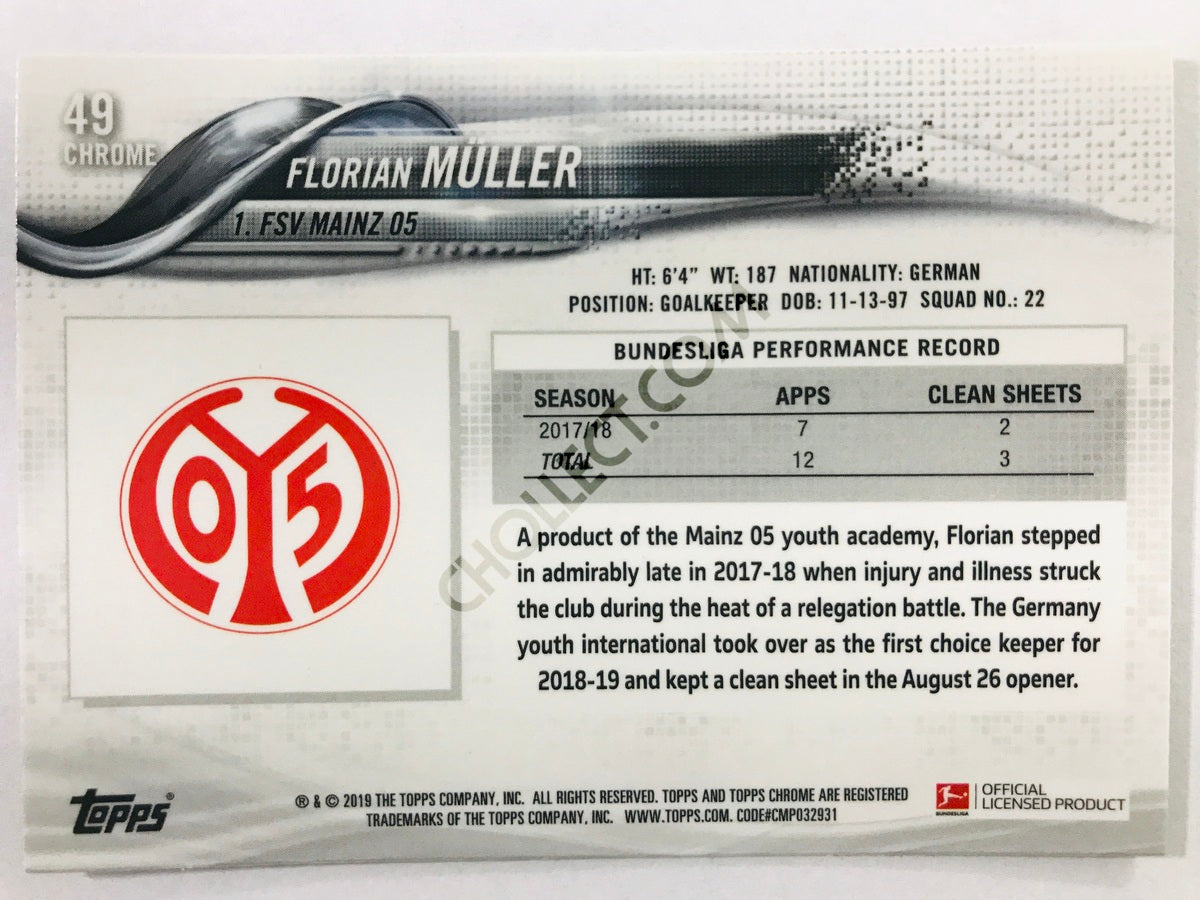 49
CHROME
FLORIAN MÜLLER
1. FSV MAINZ 05
HT: 6'4" WT: 187 NATIONALITY: GERMAN
POSITION: GOALKEEPER DOB: 11-13-97 SQUAD NO.: 22
BUNDESLIGA PERFORMANCE RECORD
SEASON APPS CLEAN SHEETS
2017/18 7 2
TOTAL 12 3
05
A product of the Mainz 05 youth academy, Florian stepped
in admirably late in 2017-18 when injury and illness struck
the club during the heat of a relegation battle. The Germany
youth international took over as the first choice keeper for
2018-19 and kept a clean sheet in the August 26 opener.
CHOLLECT.COM
Topps®
® & © 2019 THE TOPPS COMPANY, INC. ALL RIGHTS RESERVED. TOPPS AND TOPPS CHROME ARE REGISTERED
TRADEMARKS OF THE TOPPS COMPANY, INC. WWW.TOPPS.COM. CODE#CMP032931
BUNDESLIGA
OFFICIAL
LICENSED PRODUCT